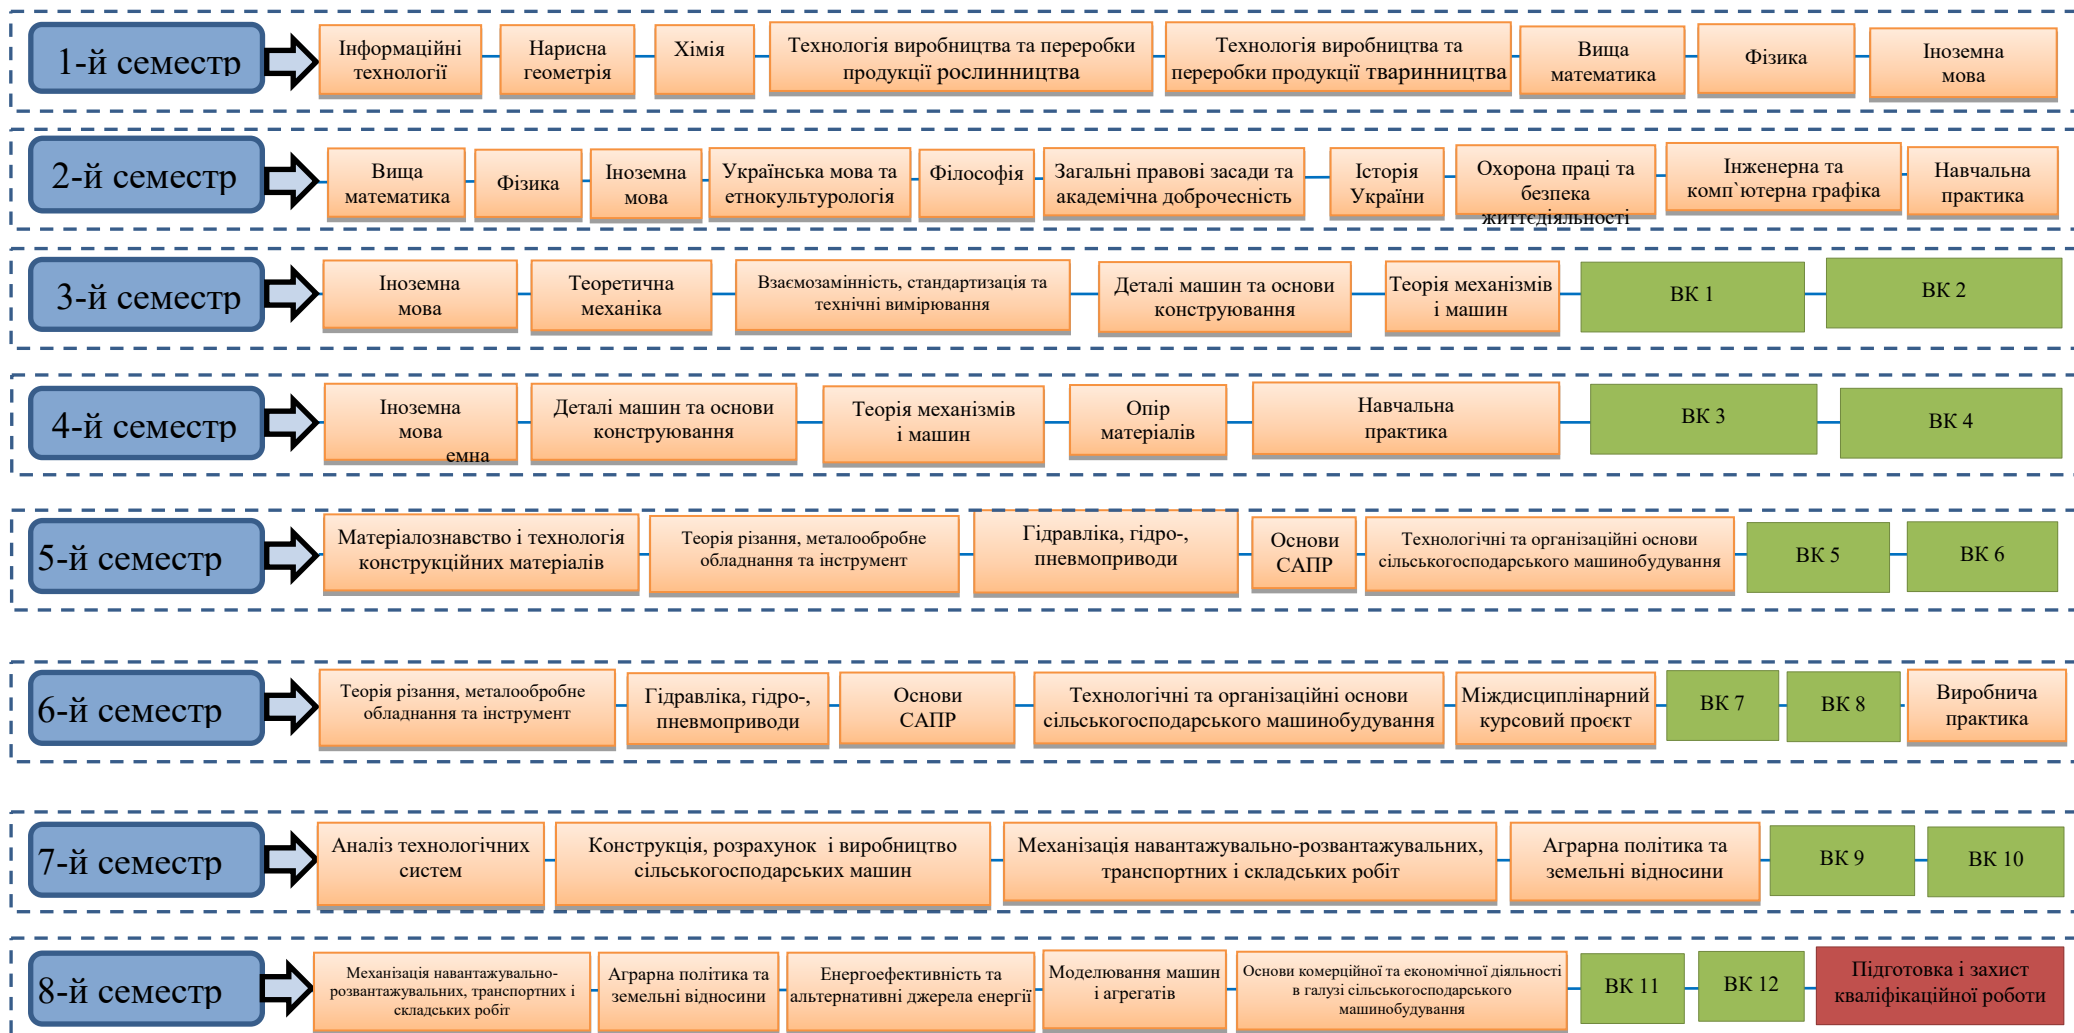 1-й семестр
Інформаційні
технології
Нарисна
геометрія
Хімія
Технологія виробництва та переробки
продукції рослинництва
Технологія виробництва та
переробки продукції тваринництва
Вища
математика
Фізика
Іноземна
мова
2-й семестр
Вища
математика
Фізика
Іноземна
мова
Українська мова та
етнокультурологія
Філософія
Загальні правові засади та
академічна доброчесність
Історія
України
Охорона праці та
безпека
життєдіяльності
Інженерна та
комп`ютерна графіка
Навчальна
практика
3-й семестр
Іноземна
мова
Теоретична
механіка
Взаємозамінність, стандартизація та
технічні вимірювання
Деталі машин та основи
конструювання
Теорія механізмів
і машин
ВК 1
ВК 2
4-й семестр
Іноземна
мова
емна
Деталі машин та основи
конструювання
Теорія механізмів
і машин
Опір
матеріалів
Навчальна
практика
ВК 3
ВК 4
5-й семестр
Матеріалознавство і технологія
конструкційних матеріалів
Теорія різання, металообробне
обладнання та інструмент
Гідравліка, гідро-,
пневмоприводи
Основи
САПР
Технологічні та організаційні основи
сільськогосподарського машинобудування
ВК 5
ВК 6
6-й семестр
Теорія різання, металообробне
обладнання та інструмент
Гідравліка, гідро-,
пневмоприводи
Основи
САПР
Технологічні та організаційні основи
сільськогосподарського машинобудування
Міждисциплінарний
курсовий проєкт
ВК 7
ВК 8
Виробнича
практика
7-й семестр
Аналіз технологічних
систем
Конструкція, розрахунок і виробництво
сільськогосподарських машин
Механізація навантажувально-розвантажувальних,
транспортних і складських робіт
Аграрна політика та
земельні відносини
ВК 9
ВК 10
8-й семестр
Механізація навантажувально-
розвантажувальних, транспортних і
складських робіт
Аграрна політика та
земельні відносини
Енергоефективність та
альтернативні джерела енергії
Моделювання машин
і агрегатів
Основи комерційної та економічної діяльності
в галузі сільськогосподарського
машинобудування
ВК 11
ВК 12
Підготовка і захист
кваліфікаційної роботи